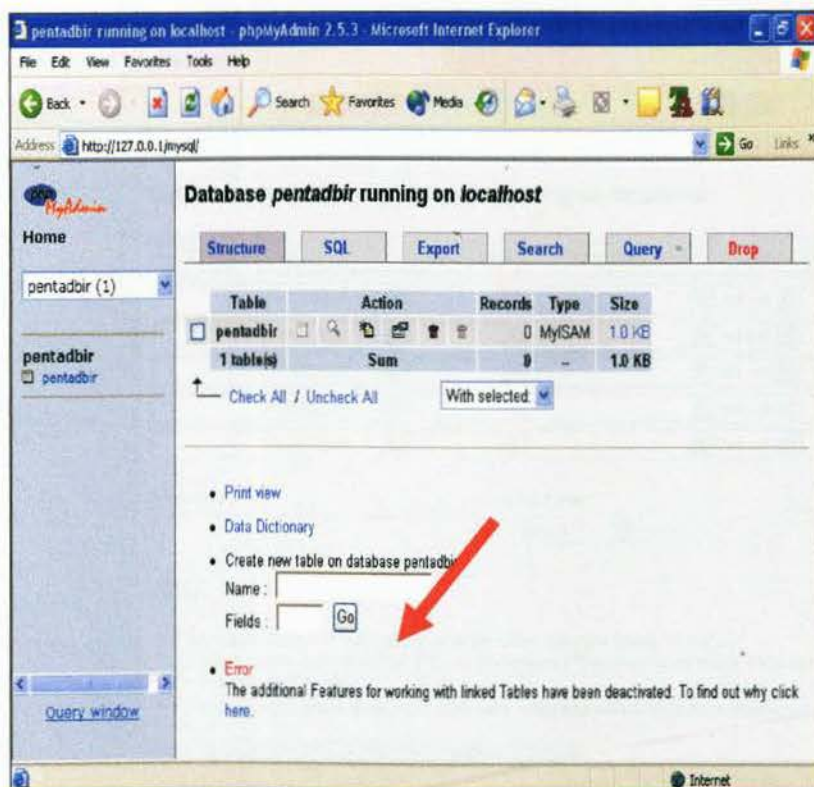 pentadbir running on localhost - phpMyAdmin 2.5.3 - Microsoft Internet Explorer
File Edit View Favorites Tools Help
Back Search Favorites Media
Address http://127.0.0.1/mysql/ Go Links
php
MyAdmin
Database pentadbir running on localhost
Home
Structure SQL Export Search Query Drop
pentadbir (1)
Table Action Records Type Size
pentadbir 0 MyISAM 1.0 KB
1 table(s) Sum 0 -- 1.0 KB
pentadbir
pentadbir
Check All / Uncheck All With selected:
Print view
Data Dictionary
Create new table on database pentadbir
Name :
Fields : Go
Error
The additional Features for working with linked Tables have been deactivated. To find out why click
here.
Query window
Internet